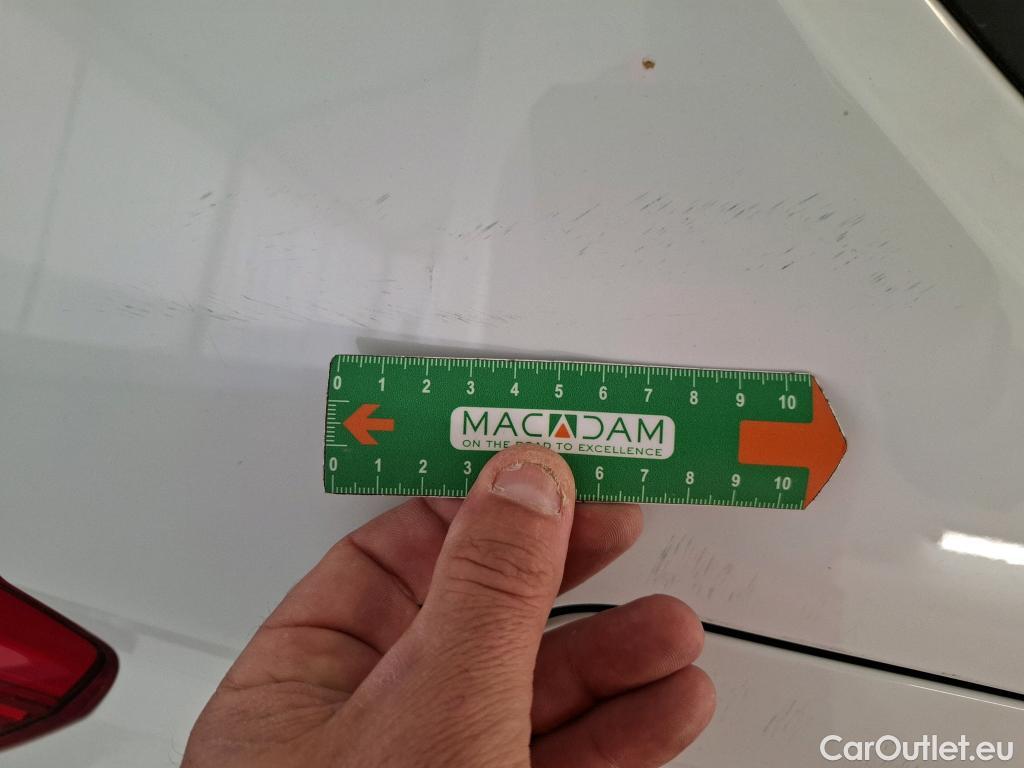 0 1 2 3 4 5 6 7 8 9 10
MACADAM
ON THE ROAD TO EXCELLENCE
0 1 2 3 6 7 8 9 10
CarOutlet.eu